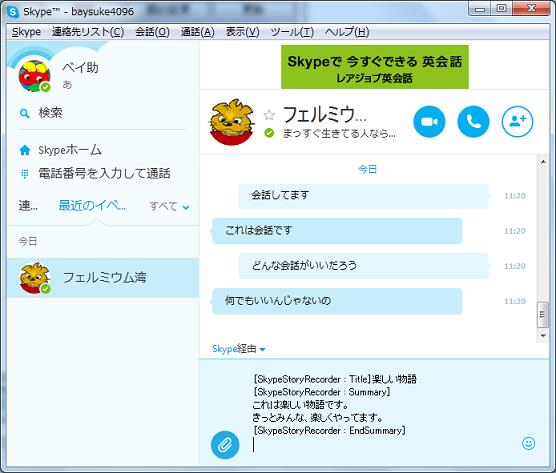 Skype™ - baysuke4096
Skype 連絡先リスト(C) 会話(O) 通話(A) 表示(V) ツール(T) ヘルプ(H)
ベイ助
あ
検索
Skypeホーム
電話番号を入力して通話
連... 最近のイベ... すべて
今日
フェルミウム湾
Skypeで 今すぐできる 英会話
レアジョブ英会話
フェルミウ...
まっすぐ生きてる人なら...
今日
会話してます 11:20
これは会話です 11:20
どんな会話がいいだろう 11:20
何でもいいんじゃないの 11:20
Skype経由
[SkypeStoryRecorder : Title]楽しい物語
[SkypeStoryRecorder : Summary]
これは楽しい物語です。
きっとみんな、楽しくやってます。
[SkypeStoryRecorder : EndSummary]